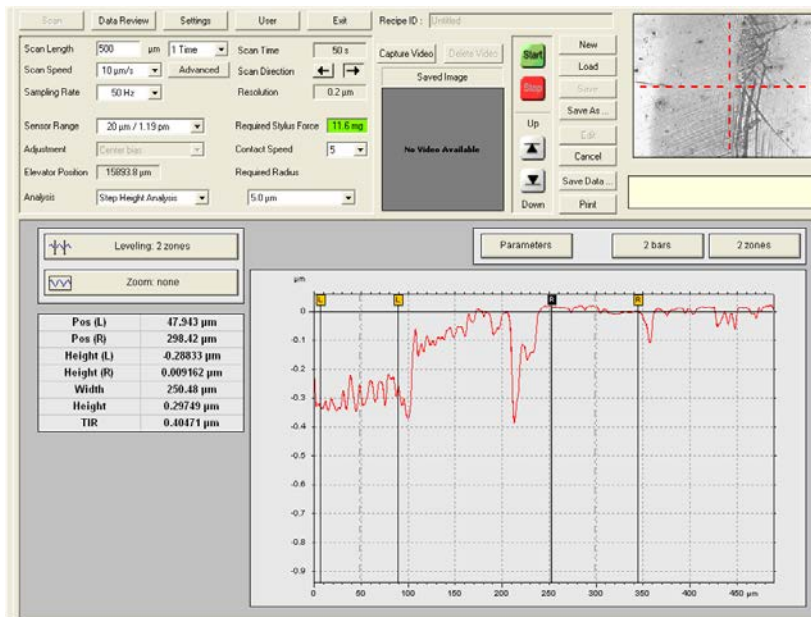 Scan Data Review Settings User Exit Recipe ID : Untitled
Scan Length 500 µm 1 Time Scan Time 50 s
Scan Speed 10 µm/s Advanced Scan Direction
Sampling Rate 50 Hz Resolution 0.2 µm
Sensor Range 20 µm / 1.19 pm Required Stylus Force 11.6 mg
Adjustment Center bias Contact Speed 5
Elevator Position 15893.8 µm Required Radius
Analysis Step Height Analysis 5.0 µm
Capture Video Delete Video
Saved Image
No Video Available
Start
Stop
Up
Down
New
Load
Save
Save As ...
Edit
Cancel
Save Data ...
Print
Leveling: 2 zones
Zoom: none
Parameters 2 bars 2 zones
Pos (L) 47.943 µm
Pos (R) 298.42 µm
Height (L) -0.28833 µm
Height (R) 0.009162 µm
Width 250.48 µm
Height 0.29749 µm
TIR 0.40471 µm
µm
L L R R
0
-0.1
-0.2
-0.3
-0.4
-0.5
-0.6
-0.7
-0.8
-0.9
0 50 100 150 200 250 300 350 400 450 µm